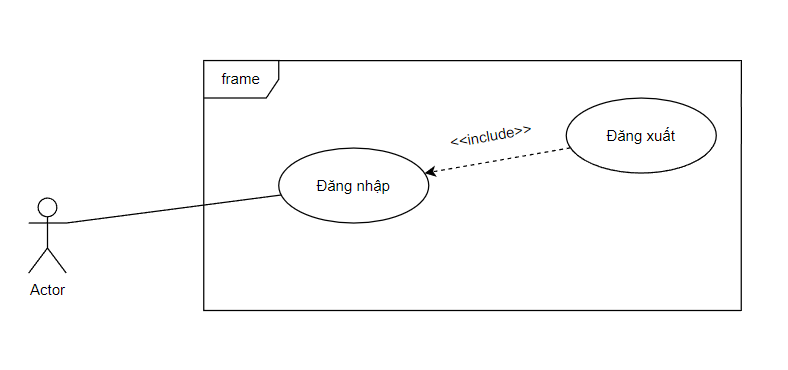 frame
<<include>>
Đăng xuất
Đăng nhập
Actor